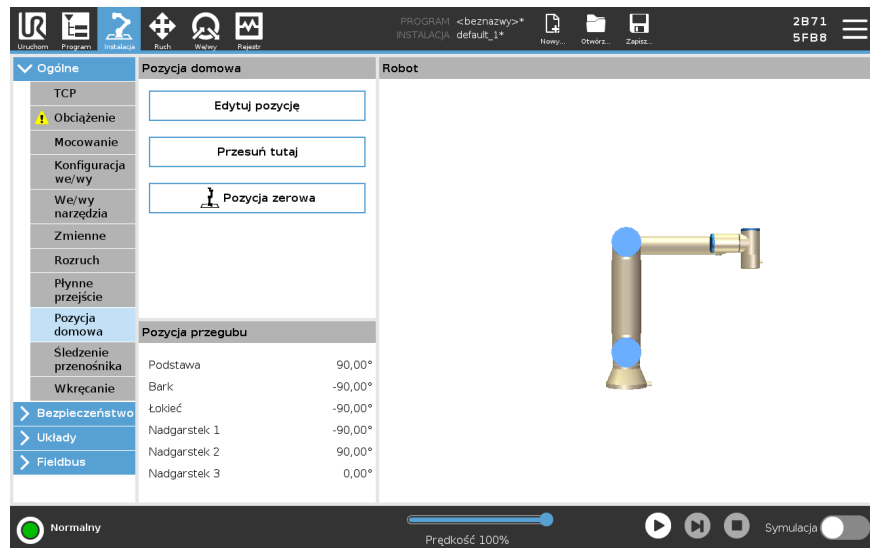 UR
PROGRAM <beznazwy>*
INSTALACJA default_1*
2B71
5FB8
Uruchom Program Instalacja Ruch We/wy Rejestr Nowy... Otwórz... Zapisz...
Ogólne
Pozycja domowa
Robot
TCP
Obciążenie
Mocowanie
Konfiguracja
we/wy
We/wy
narzędzia
Zmienne
Rozruch
Płynne
przejście
Pozycja
domowa
Śledzenie
przenośnika
Wkręcanie
Bezpieczeństwo
Układy
Fieldbus
Edytuj pozycję
Przesuń tutaj
Pozycja zerowa
Pozycja przegubu
Podstawa 90,00°
Bark -90,00°
Łokieć -90,00°
Nadgarstek 1 -90,00°
Nadgarstek 2 90,00°
Nadgarstek 3 0,00°
Normalny
Prędkość 100%
Symulacja